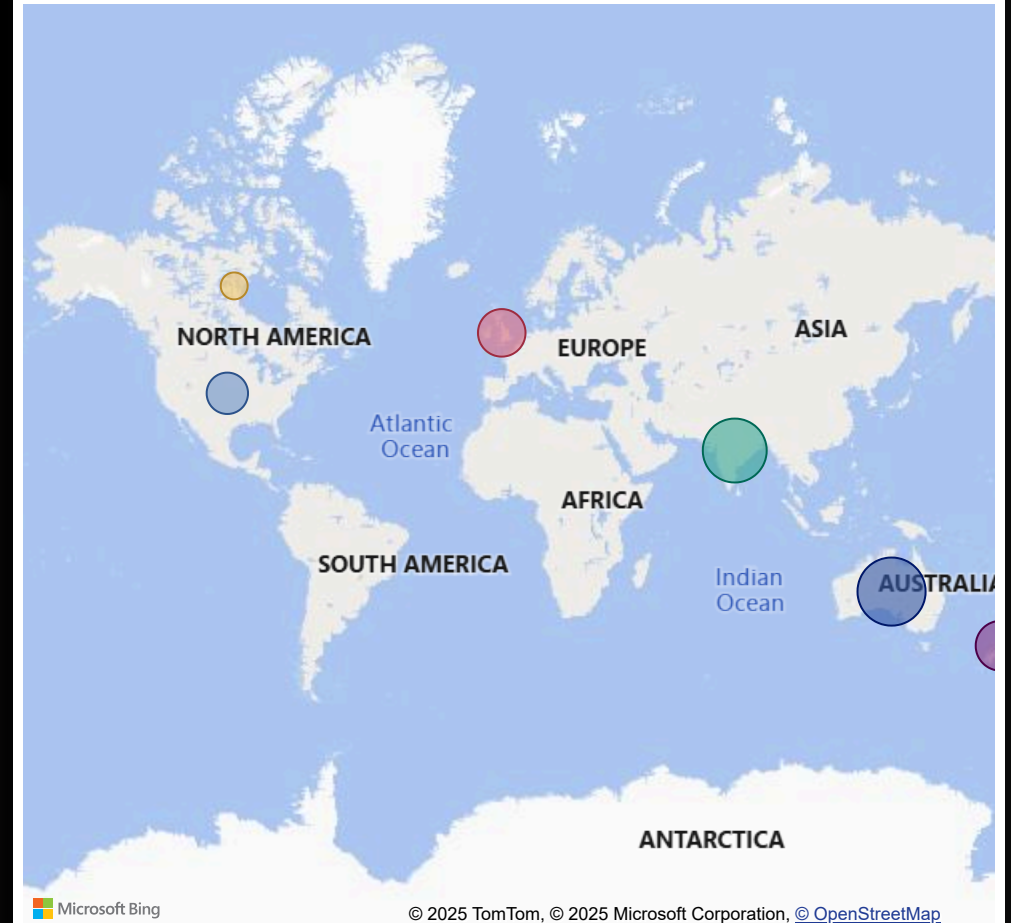 ASIA
NORTH AMERICA
EUROPE
Atlantic
Ocean
AFRICA
SOUTH AMERICA
Indian
Ocean
AUSTRALIA
ANTARCTICA
Microsoft Bing
© 2025 TomTom, © 2025 Microsoft Corporation, © OpenStreetMap